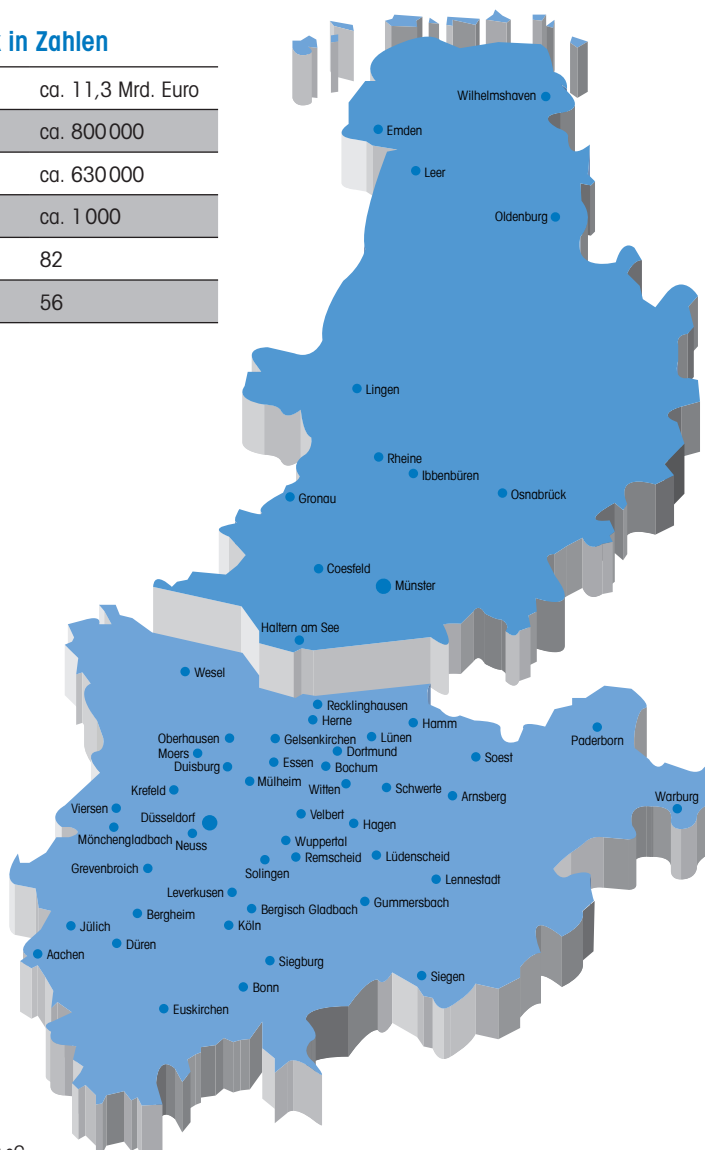 in Zahlen
ca. 11,3 Mrd. Euro
ca. 800 000
ca. 630 000
ca. 1 000
82
56
Wilhelmshaven
Emden
Leer
Oldenburg
Lingen
Rheine
Ibbenbüren
Osnabrück
Gronau
Coesfeld
Münster
Haltern am See
Wesel
Recklinghausen
Herne
Hamm
Oberhausen
Gelsenkirchen
Lünen
Paderborn
Moers
Dortmund
Soest
Duisburg
Essen
Bochum
Mülheim
Witten
Schwerte
Krefeld
Arnsberg
Warburg
Viersen
Düsseldorf
Velbert
Hagen
Mönchengladbach
Neuss
Wuppertal
Remscheid
Lüdenscheid
Grevenbroich
Solingen
Lennestadt
Leverkusen
Gummersbach
Bergisch Gladbach
Bergheim
Jülich
Köln
Düren
Aachen
Siegburg
Siegen
Bonn
Euskirchen